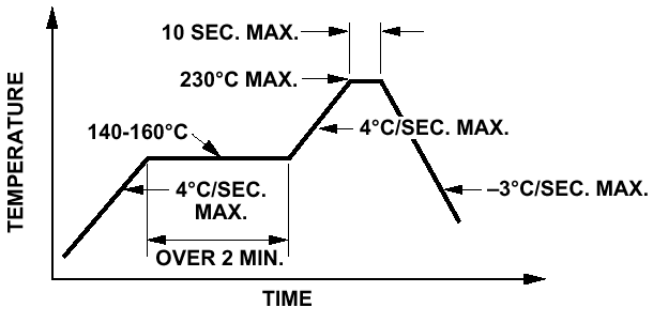 10 SEC. MAX.
230°C MAX.
140-160°C
4°C/SEC. MAX.
4°C/SEC.
MAX.
–3°C/SEC. MAX.
OVER 2 MIN.
TEMPERATURE
TIME